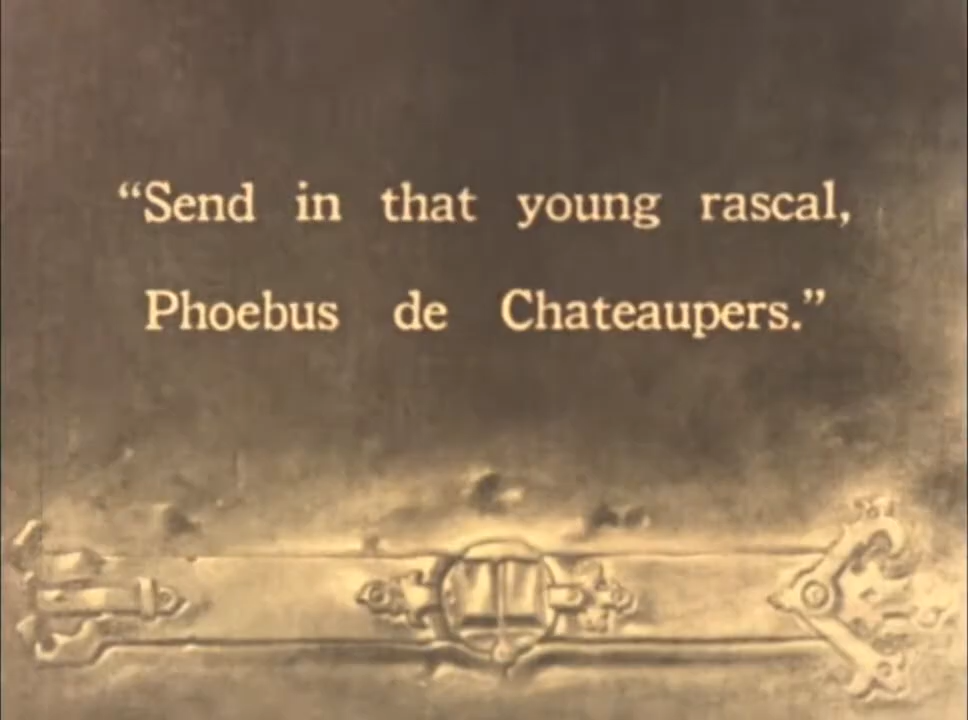 “Send in that young rascal,
Phoebus de Chateaupers.”